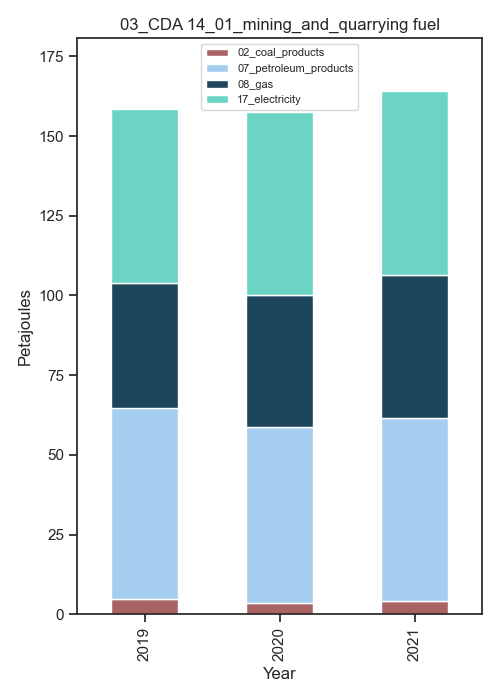 03_CDA 14_01_mining_and_quarrying fuel
02_coal_products
07_petroleum_products
08_gas
17_electricity
175
150
125
100
75
50
25
0
Petajoules
2019
2020
2021
Year